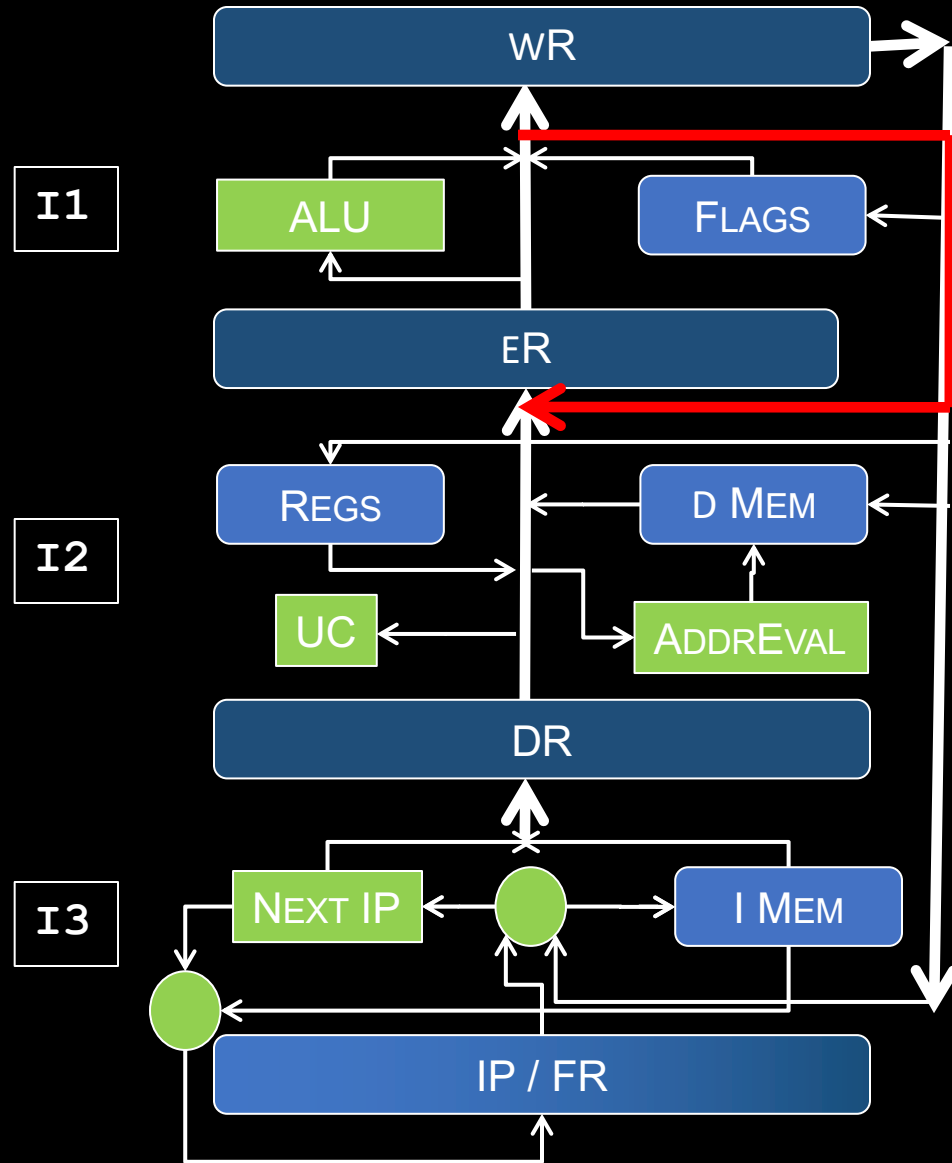 WR
I1
ALU
FLAGS
ER
REGS
D MEM
I2
UC
ADDREVAL
DR
I3
NEXT IP
I MEM
IP / FR